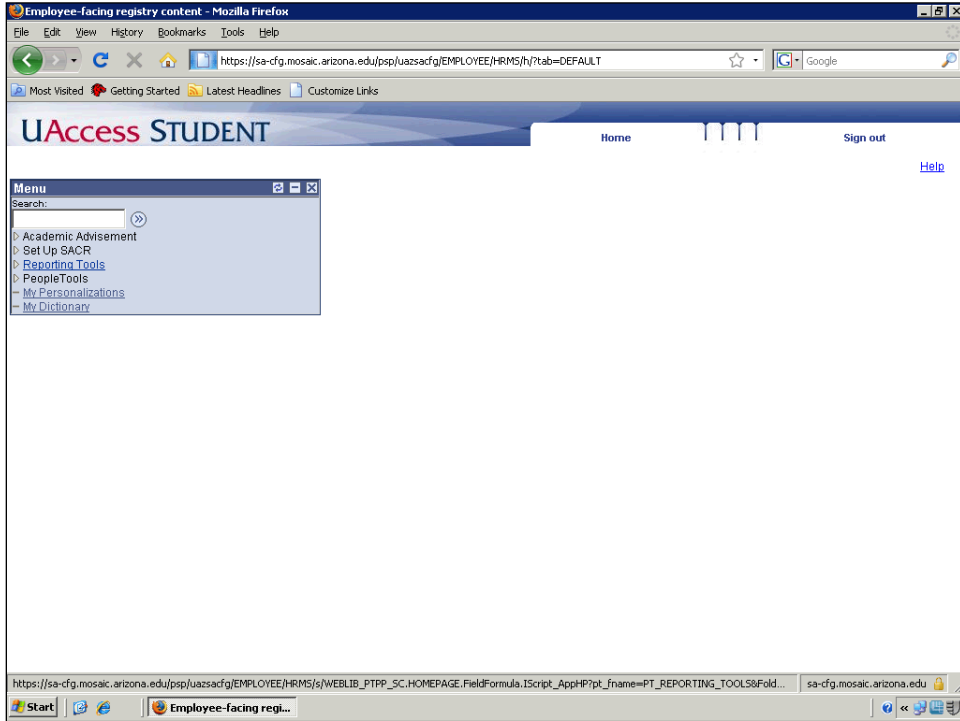 Employee-facing registry content - Mozilla Firefox
File Edit View History Bookmarks Tools Help
https://sa-cfg.mosaic.arizona.edu/psp/uazsacfg/EMPLOYEE/HRMS/h/?tab=DEFAULT
G Google
Most Visited Getting Started Latest Headlines Customize Links
UAccess STUDENT
Home Sign out
Help
Menu
Search:
Academic Advisement
Set Up SACR
Reporting Tools
PeopleTools
My Personalizations
My Dictionary
https://sa-cfg.mosaic.arizona.edu/psp/uazsacfg/EMPLOYEE/HRMS/s/WEBLIB_PTPP_SC.HOMEPAGE.FieldFormula.IScript_AppHP?pt_fname=PT_REPORTING_TOOLS&Fold... sa-cfg.mosaic.arizona.edu
Start Employee-facing regi...